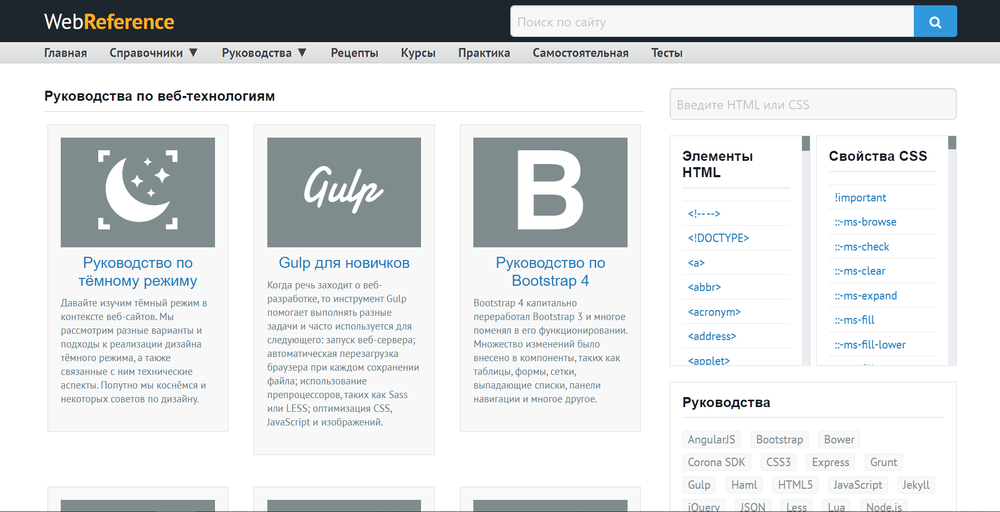 WebReference
Поиск по сайту
Главная Справочники ▼ Руководства ▼ Рецепты Курсы Практика Самостоятельная Тесты
Руководства по веб-технологиям
Руководство по
тёмному режиму
Давайте изучим тёмный режим в
контексте веб-сайтов. Мы
рассмотрим разные варианты и
подходы к реализации дизайна
тёмного режима, а также
связанные с ним технические
аспекты. Попутно мы коснёмся и
некоторых советов по дизайну.
Gulp
Gulp для новичков
Когда речь заходит о веб-
разработке, то инструмент Gulp
помогает выполнять разные
задачи и часто используется для
следующего: запуск веб-сервера;
автоматическая перезагрузка
браузера при каждом сохранении
файла; использование
препроцессоров, таких как Sass
или LESS; оптимизация CSS,
JavaScript и изображений.
B
Руководство по
Bootstrap 4
Bootstrap 4 капитально
переработал Bootstrap 3 и многое
поменял в его функционировании.
Множество изменений было
внесено в компоненты, таких как
таблицы, формы, сетки,
выпадающие списки, панели
навигации и многое другое.
Введите HTML или CSS
Элементы
HTML
<!-- -->
<!DOCTYPE>
<a>
<abbr>
<acronym>
<address>
<applet>
Свойства CSS
!important
::-ms-browse
::-ms-check
::-ms-clear
::-ms-expand
::-ms-fill
::-ms-fill-lower
Руководства
AngularJS Bootstrap Bower
Corona SDK CSS3 Express Grunt
Gulp Haml HTML5 JavaScript Jekyll
jQuery JSON Less Lua Node.js